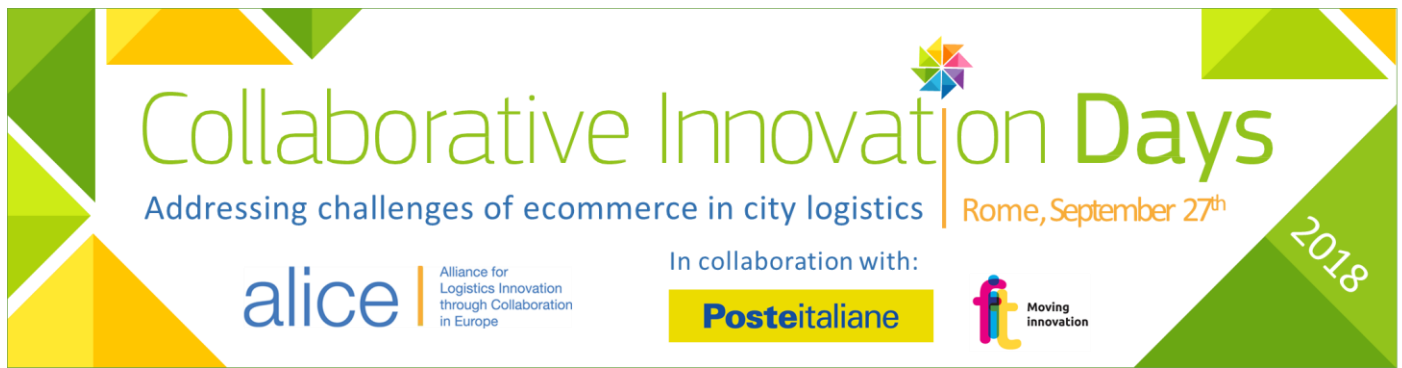 Collaborative Innovation Days
Addressing challenges of ecommerce in city logistics
Rome, September 27th
2018
alice
Alliance for
Logistics Innovation
through Collaboration
in Europe
In collaboration with:
Posteitaliane
fit
Moving
innovation